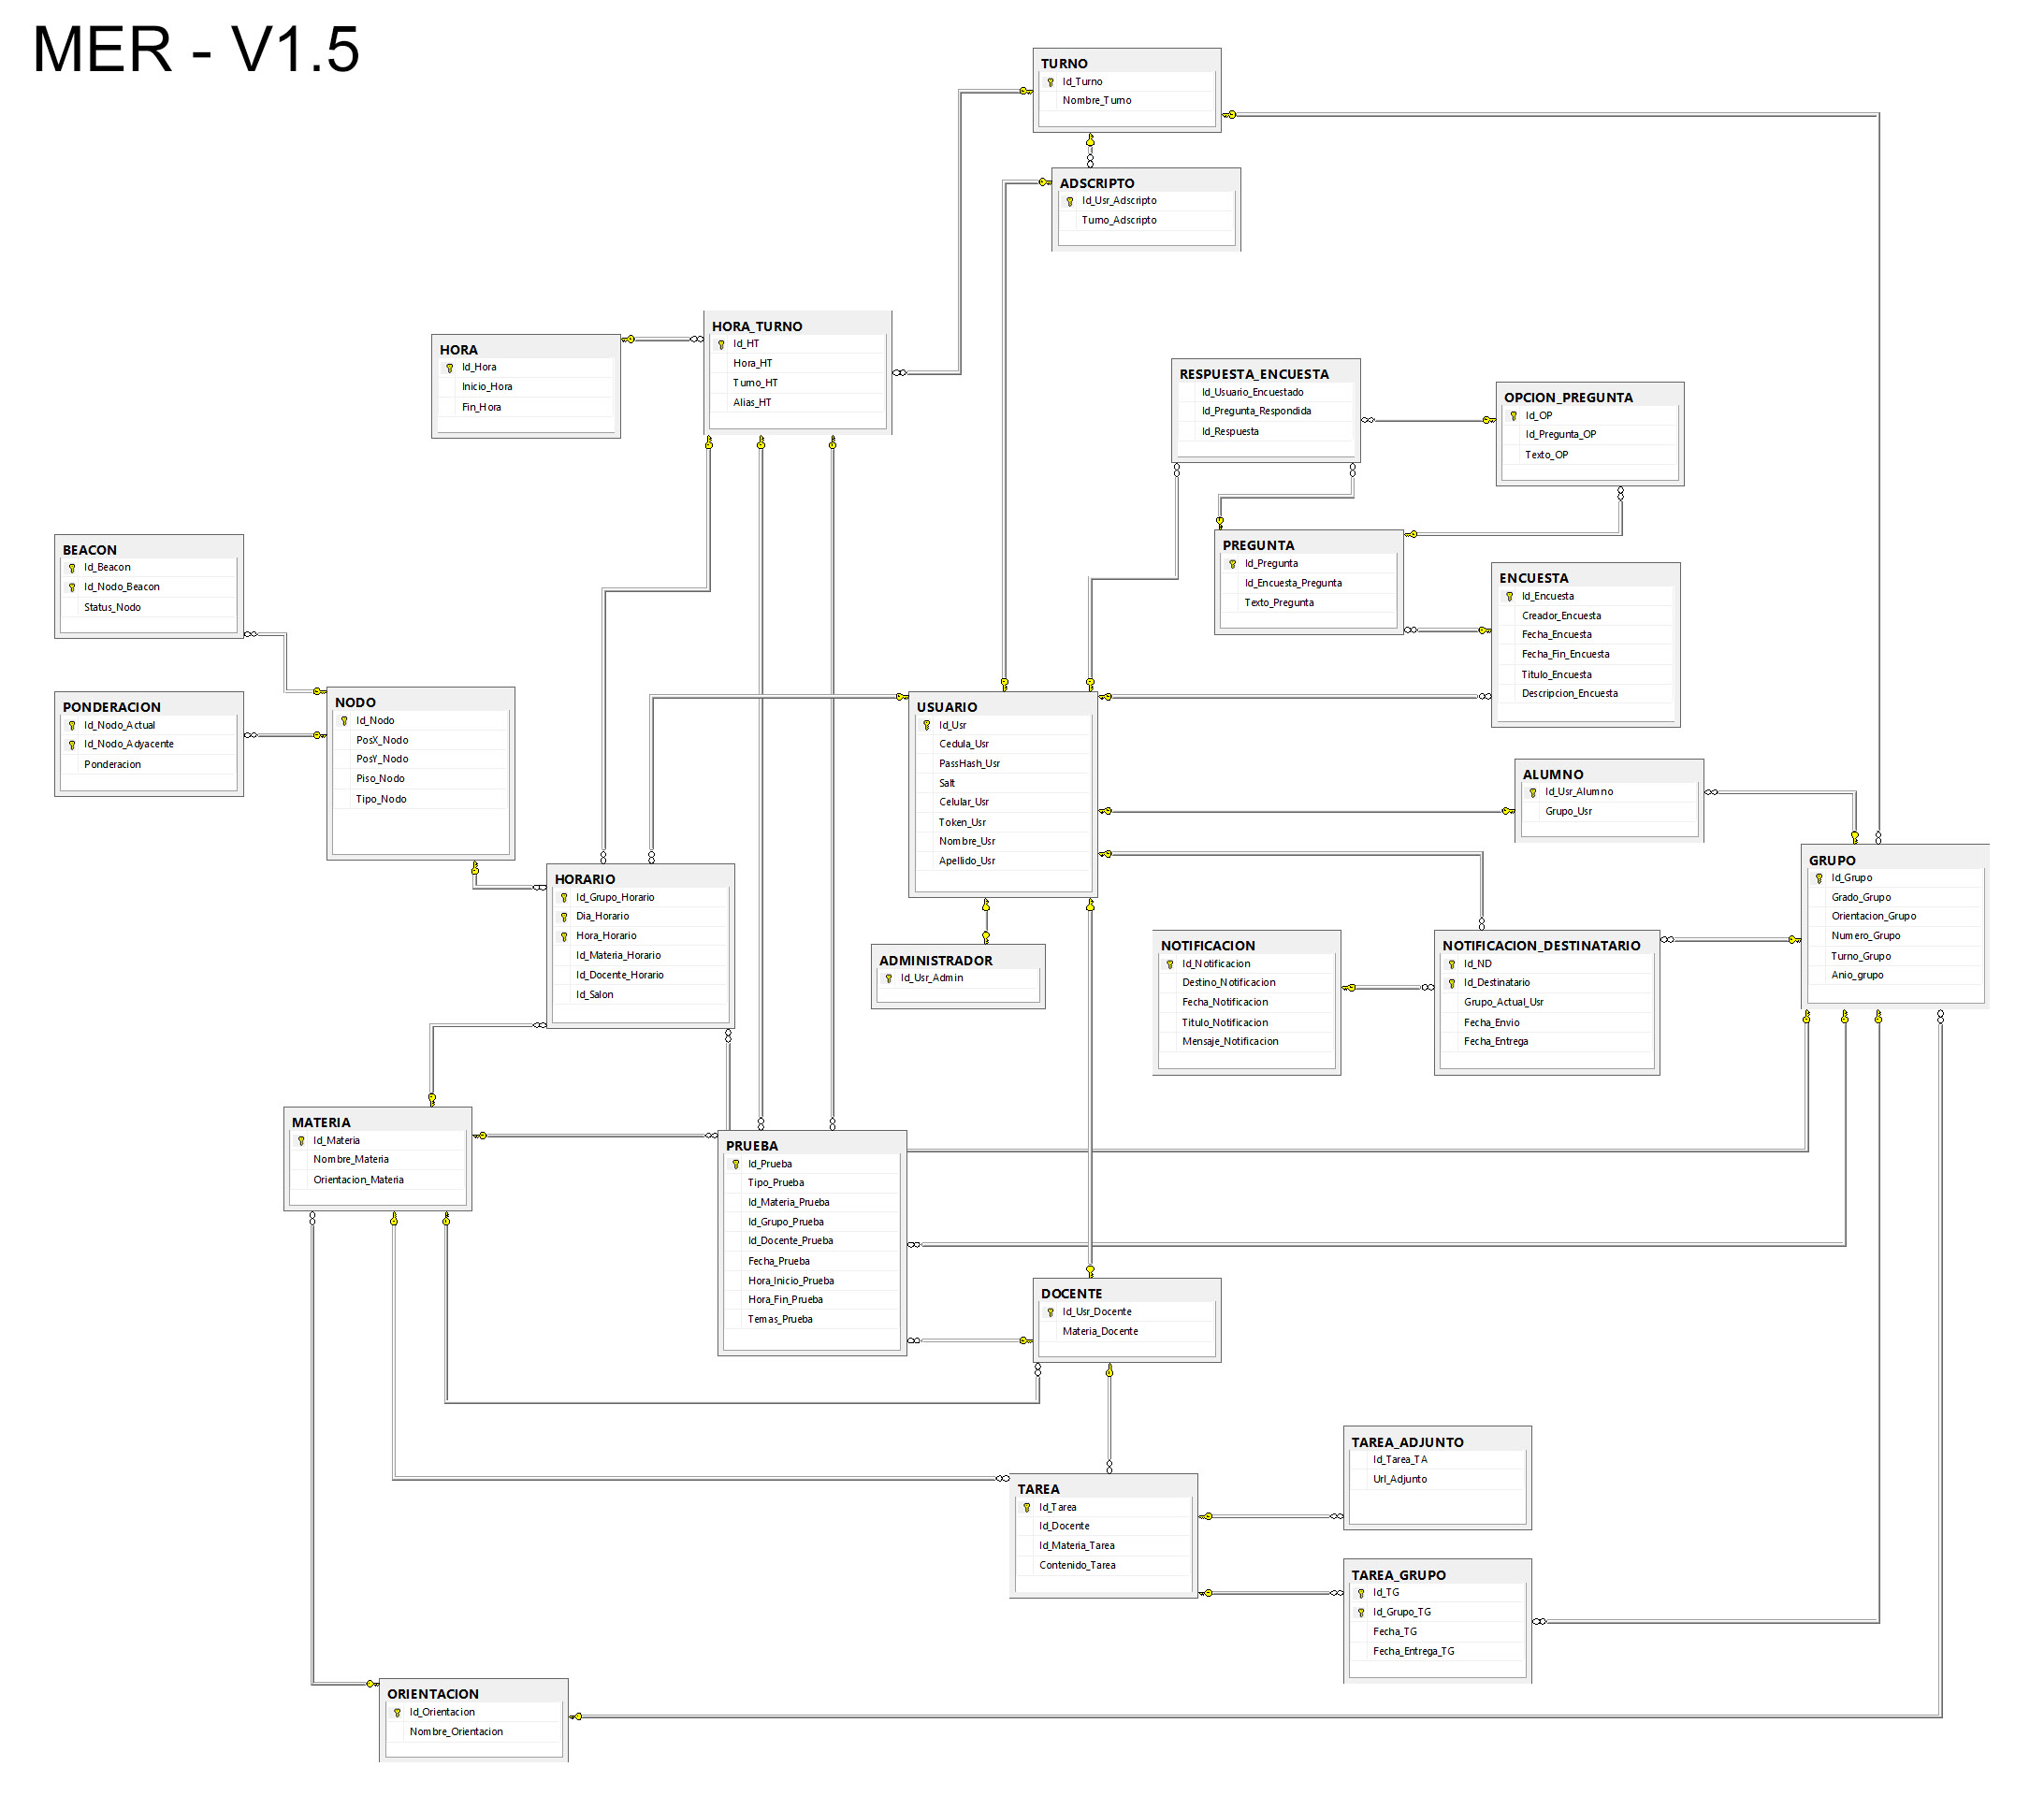 MER - V1.5
TURNO
Id_Turno
Nombre_Turno
ADSCRIPTO
Id_Usr_Adscripto
Turno_Adscripto
HORA_TURNO
Id_HT
Hora_HT
Turno_HT
Alias_HT
HORA
Id_Hora
Inicio_Hora
Fin_Hora
RESPUESTA_ENCUESTA
Id_Usuario_Encuestado
Id_Pregunta_Respondida
Id_Respuesta
OPCION_PREGUNTA
Id_OP
Id_Pregunta_OP
Texto_OP
BEACON
Id_Beacon
Id_Nodo_Beacon
Status_Nodo
PREGUNTA
Id_Pregunta
Id_Encuesta_Pregunta
Texto_Pregunta
ENCUESTA
Id_Encuesta
Creador_Encuesta
Fecha_Encuesta
Fecha_Fin_Encuesta
Titulo_Encuesta
Descripcion_Encuesta
PONDERACION
Id_Nodo_Actual
Id_Nodo_Adyacente
Ponderacion
NODO
Id_Nodo
PosX_Nodo
PosY_Nodo
Piso_Nodo
Tipo_Nodo
USUARIO
Id_Usr
Cedula_Usr
PassHash_Usr
Salt
Celular_Usr
Token_Usr
Nombre_Usr
Apellido_Usr
ALUMNO
Id_Usr_Alumno
Grupo_Usr
GRUPO
Id_Grupo
Grado_Grupo
Orientacion_Grupo
Numero_Grupo
Turno_Grupo
Anio_grupo
HORARIO
Id_Grupo_Horario
Dia_Horario
Hora_Horario
Id_Materia_Horario
Id_Docente_Horario
Id_Salon
ADMINISTRADOR
Id_Usr_Admin
NOTIFICACION
Id_Notificacion
Destino_Notificacion
Fecha_Notificacion
Titulo_Notificacion
Mensaje_Notificacion
NOTIFICACION_DESTINATARIO
Id_ND
Id_Destinatario
Grupo_Actual_Usr
Fecha_Envio
Fecha_Entrega
MATERIA
Id_Materia
Nombre_Materia
Orientacion_Materia
PRUEBA
Id_Prueba
Tipo_Prueba
Id_Materia_Prueba
Id_Grupo_Prueba
Id_Docente_Prueba
Fecha_Prueba
Hora_Inicio_Prueba
Hora_Fin_Prueba
Temas_Prueba
DOCENTE
Id_Usr_Docente
Materia_Docente
TAREA_ADJUNTO
Id_Tarea_TA
Url_Adjunto
TAREA
Id_Tarea
Id_Docente
Id_Materia_Tarea
Contenido_Tarea
TAREA_GRUPO
Id_TG
Id_Grupo_TG
Fecha_TG
Fecha_Entrega_TG
ORIENTACION
Id_Orientacion
Nombre_Orientacion